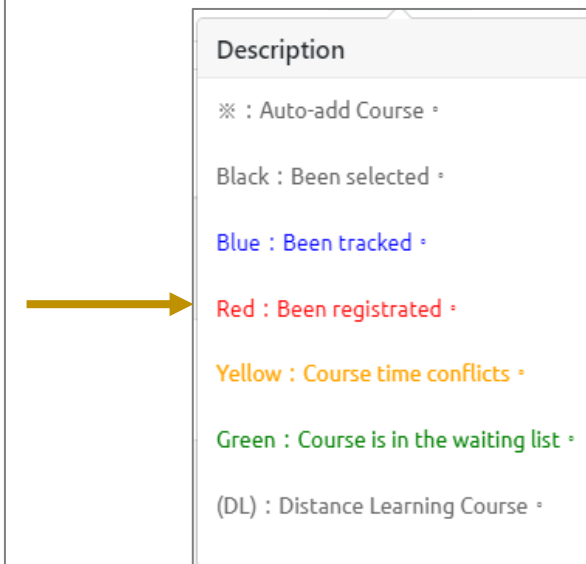 Description
※：Auto-add Course。
Black：Been selected。
Blue：Been tracked。
Red：Been registrated。
Yellow：Course time conflicts。
Green：Course is in the waiting list。
(DL)：Distance Learning Course。